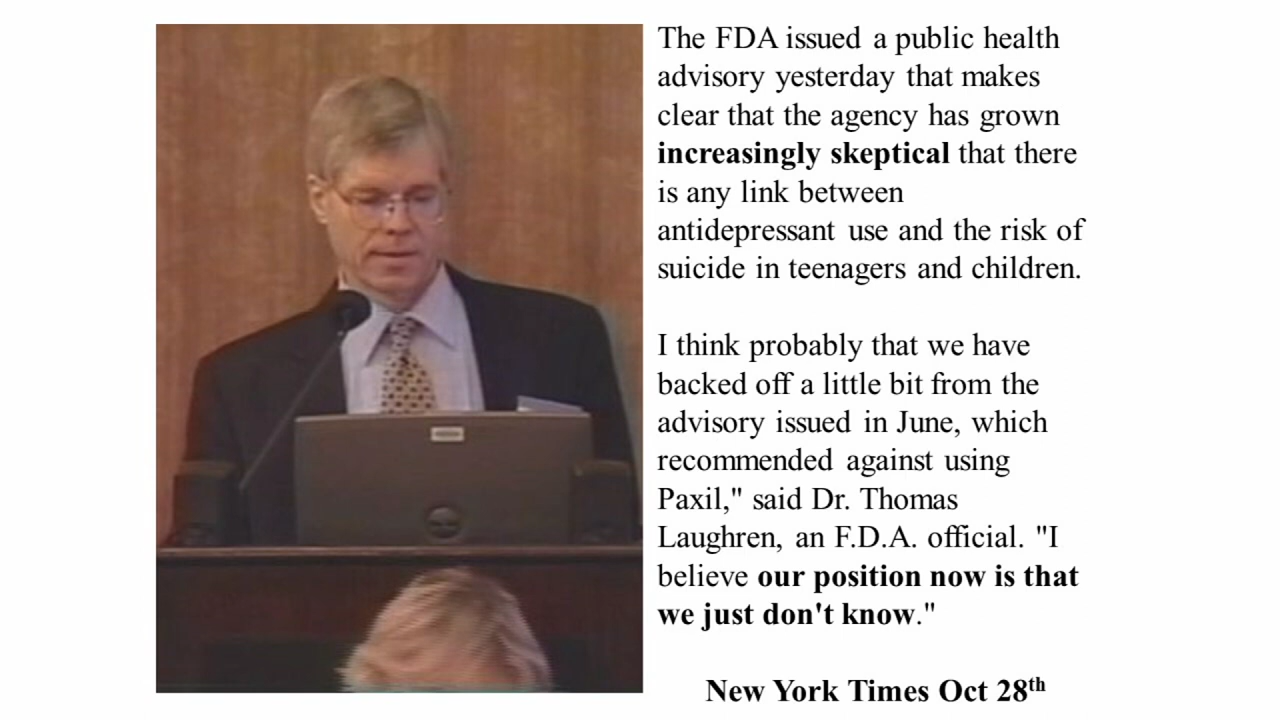 The FDA issued a public health
advisory yesterday that makes
clear that the agency has grown
increasingly skeptical that there
is any link between
antidepressant use and the risk of
suicide in teenagers and children.
I think probably that we have
backed off a little bit from the
advisory issued in June, which
recommended against using
Paxil," said Dr. Thomas
Laughren, an F.D.A. official. "I
believe our position now is that
we just don't know."
New York Times Oct 28th